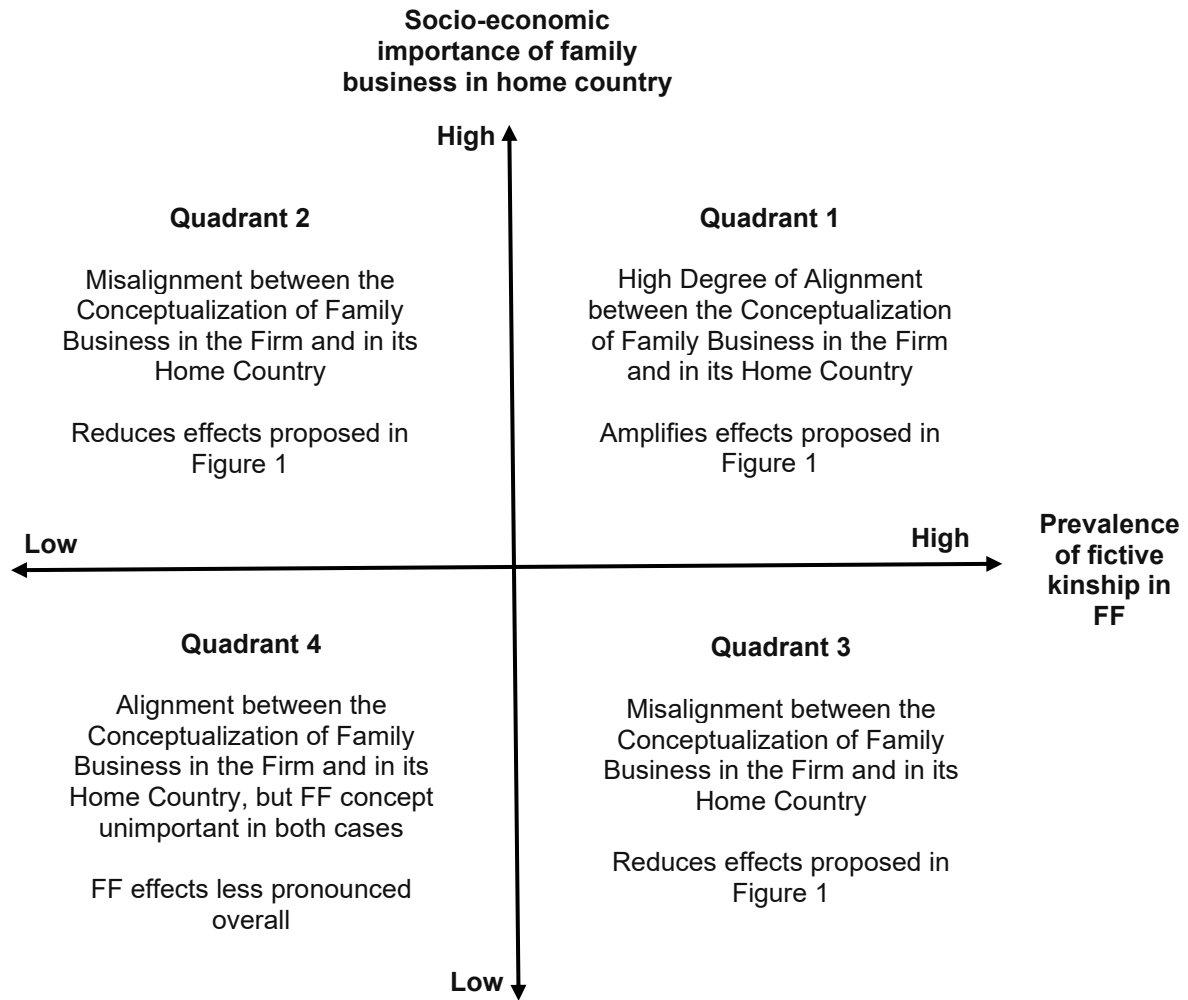 Socio-economic
importance of family
business in home country
High
Quadrant 2
Misalignment between the
Conceptualization of Family
Business in the Firm and in its
Home Country
Reduces effects proposed in
Figure 1
Quadrant 1
High Degree of Alignment
between the Conceptualization
of Family Business in the Firm
and in its Home Country
Amplifies effects proposed in
Figure 1
Low
High
Prevalence
of fictive
kinship in
FF
Quadrant 4
Alignment between the
Conceptualization of Family
Business in the Firm and in its
Home Country, but FF concept
unimportant in both cases
FF effects less pronounced
overall
Quadrant 3
Misalignment between the
Conceptualization of Family
Business in the Firm and in its
Home Country
Reduces effects proposed in
Figure 1
Low